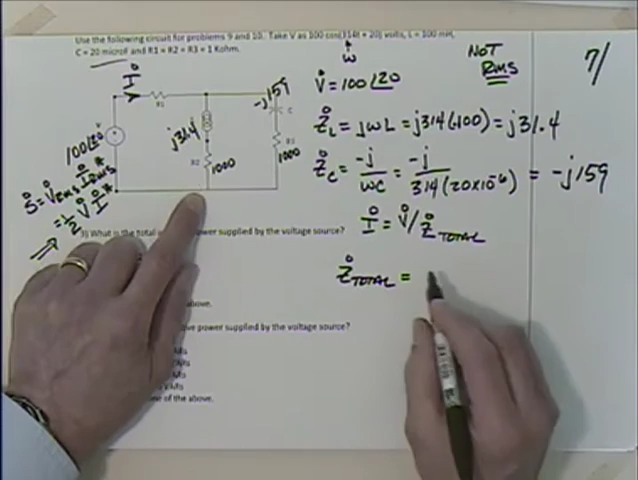 Use the following circuit for problems 9 and 10. Take V as 100 cos(314t + 20) volts, L = 100 mH,
C = 20 microF and R1 = R2 = R3 = 1 Kohm.
ω
NOT
RMS
7/
I
V = 100∠20
R1
-j159
C
100∠20
j31.4
R2
1000
R3
1000
Z_L = jωL = j314(100) = j31.4
Z_C = -j/ωC = -j/314(20×10^-6) = -j159
S = V_RMS I_RMS*
= 1/2 V I*
I = V/Z_TOTAL
Z_TOTAL =
What is the total
power supplied by the voltage source?
above.
power supplied by the voltage source?
of the above.